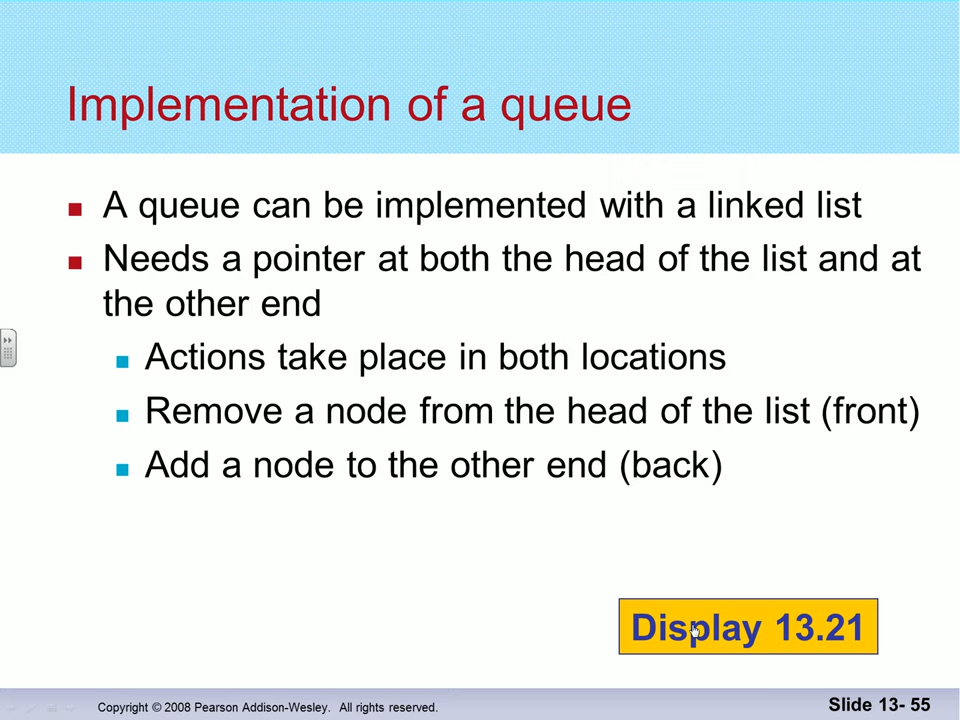 Implementation of a queue
A queue can be implemented with a linked list
Needs a pointer at both the head of the list and at
the other end
Actions take place in both locations
Remove a node from the head of the list (front)
Add a node to the other end (back)
Display 13.21
Copyright © 2008 Pearson Addison-Wesley. All rights reserved.
Slide 13- 55